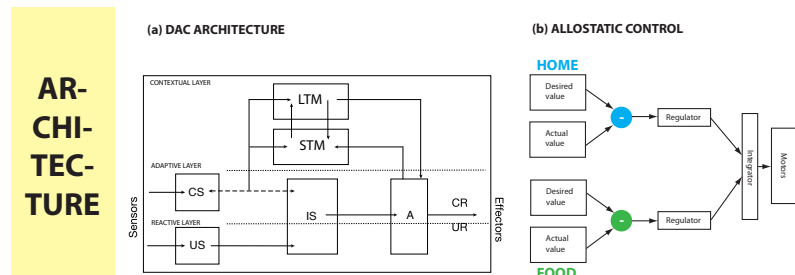 AR-
CHI-
TEC-
TURE
(a) DAC ARCHITECTURE
CONTEXTUAL LAYER
LTM
STM
ADAPTIVE LAYER
CS
IS
A
CR
UR
REACTIVE LAYER
US
Sensors
Effectors
(b) ALLOSTATIC CONTROL
HOME
Desired
value
Actual
value
-
Regulator
Desired
value
Actual
value
-
Regulator
FOOD
Integrator
Motors